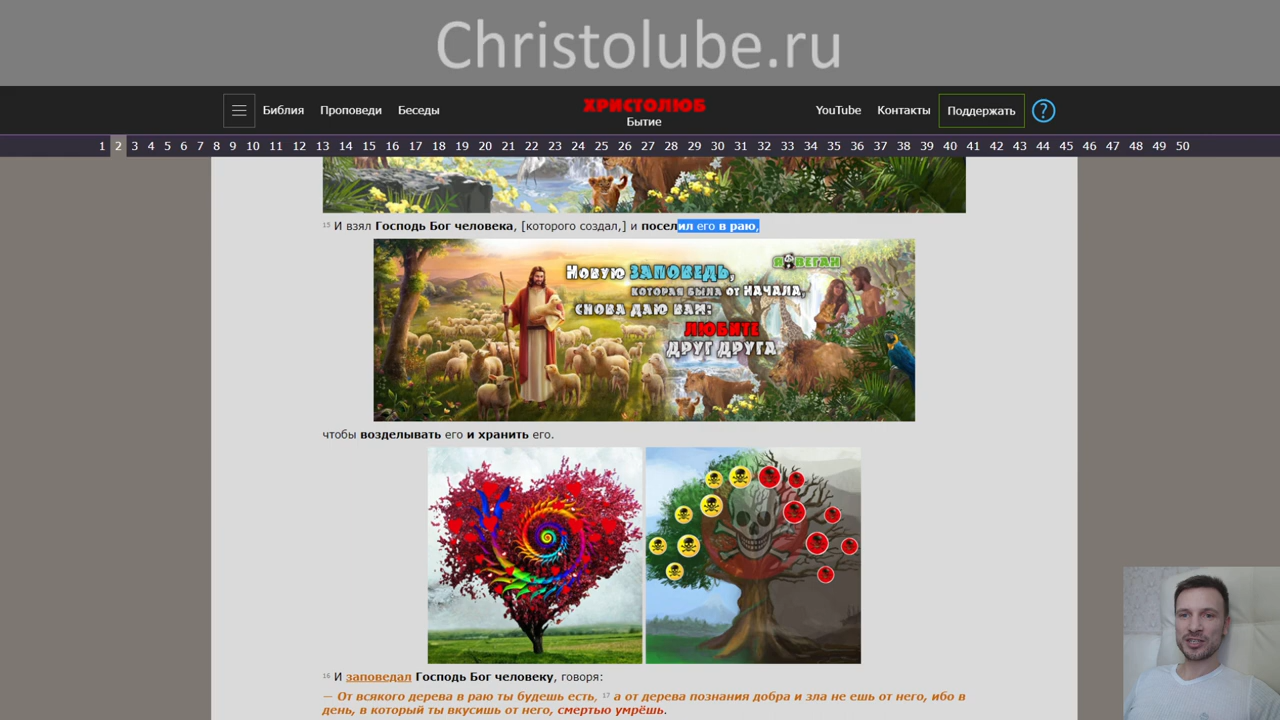 Christolube.ru
Библия Проповеди Беседы ХРИСТОЛЮБ YouTube Контакты Поддержать ?
Бытие
1 2 3 4 5 6 7 8 9 10 11 12 13 14 15 16 17 18 19 20 21 22 23 24 25 26 27 28 29 30 31 32 33 34 35 36 37 38 39 40 41 42 43 44 45 46 47 48 49 50
15 И взял Господь Бог человека, [которого создал,] и поселил его в раю,
Я ВЕГАН
Новую ЗАПОВЕДЬ,
которая была от НАЧАЛА,
снова даю вам:
ЛЮБИТЕ
ДРУГ ДРУГА.
чтобы возделывать его и хранить его.
16 И заповедал Господь Бог человеку, говоря:
— От всякого дерева в раю ты будешь есть, 17 а от дерева познания добра и зла не ешь от него, ибо в
день, в который ты вкусишь от него, смертью умрёшь.